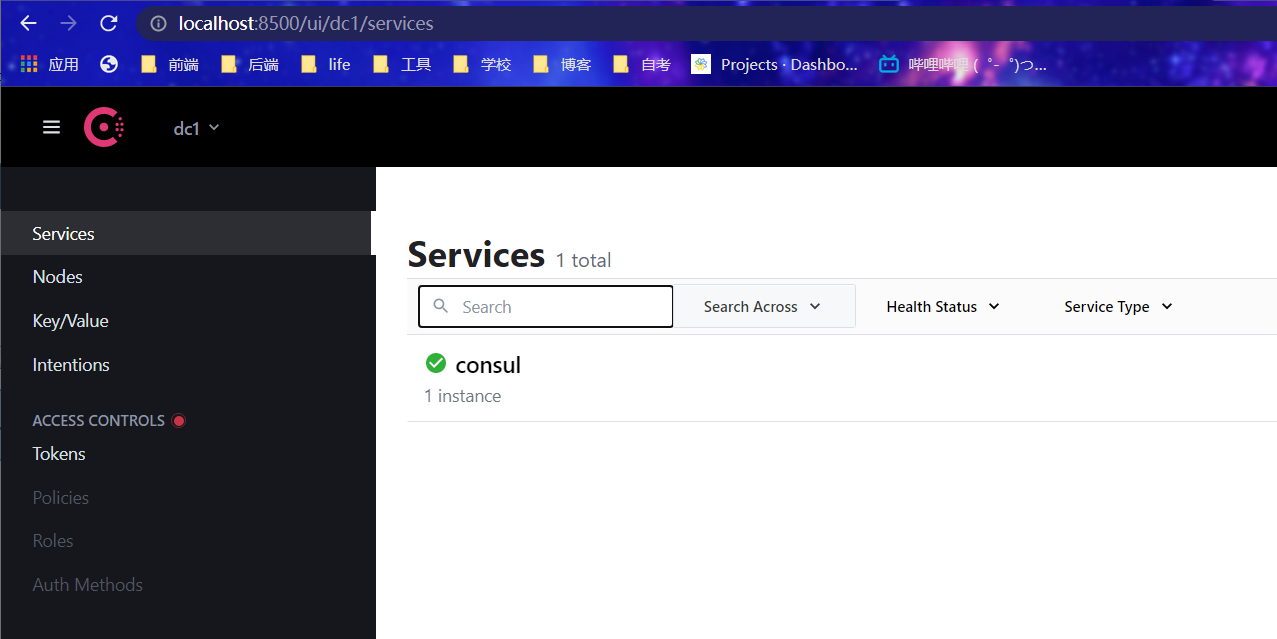 localhost:8500/ui/dc1/services
应用 前端 后端 life 工具 学校 博客 自考 Projects · Dashbo... 哔哩哔哩 (゜-゜)つ...
dc1
Services
Nodes
Key/Value
Intentions
ACCESS CONTROLS
Tokens
Policies
Roles
Auth Methods
Services 1 total
Search Search Across Health Status Service Type
consul
1 instance